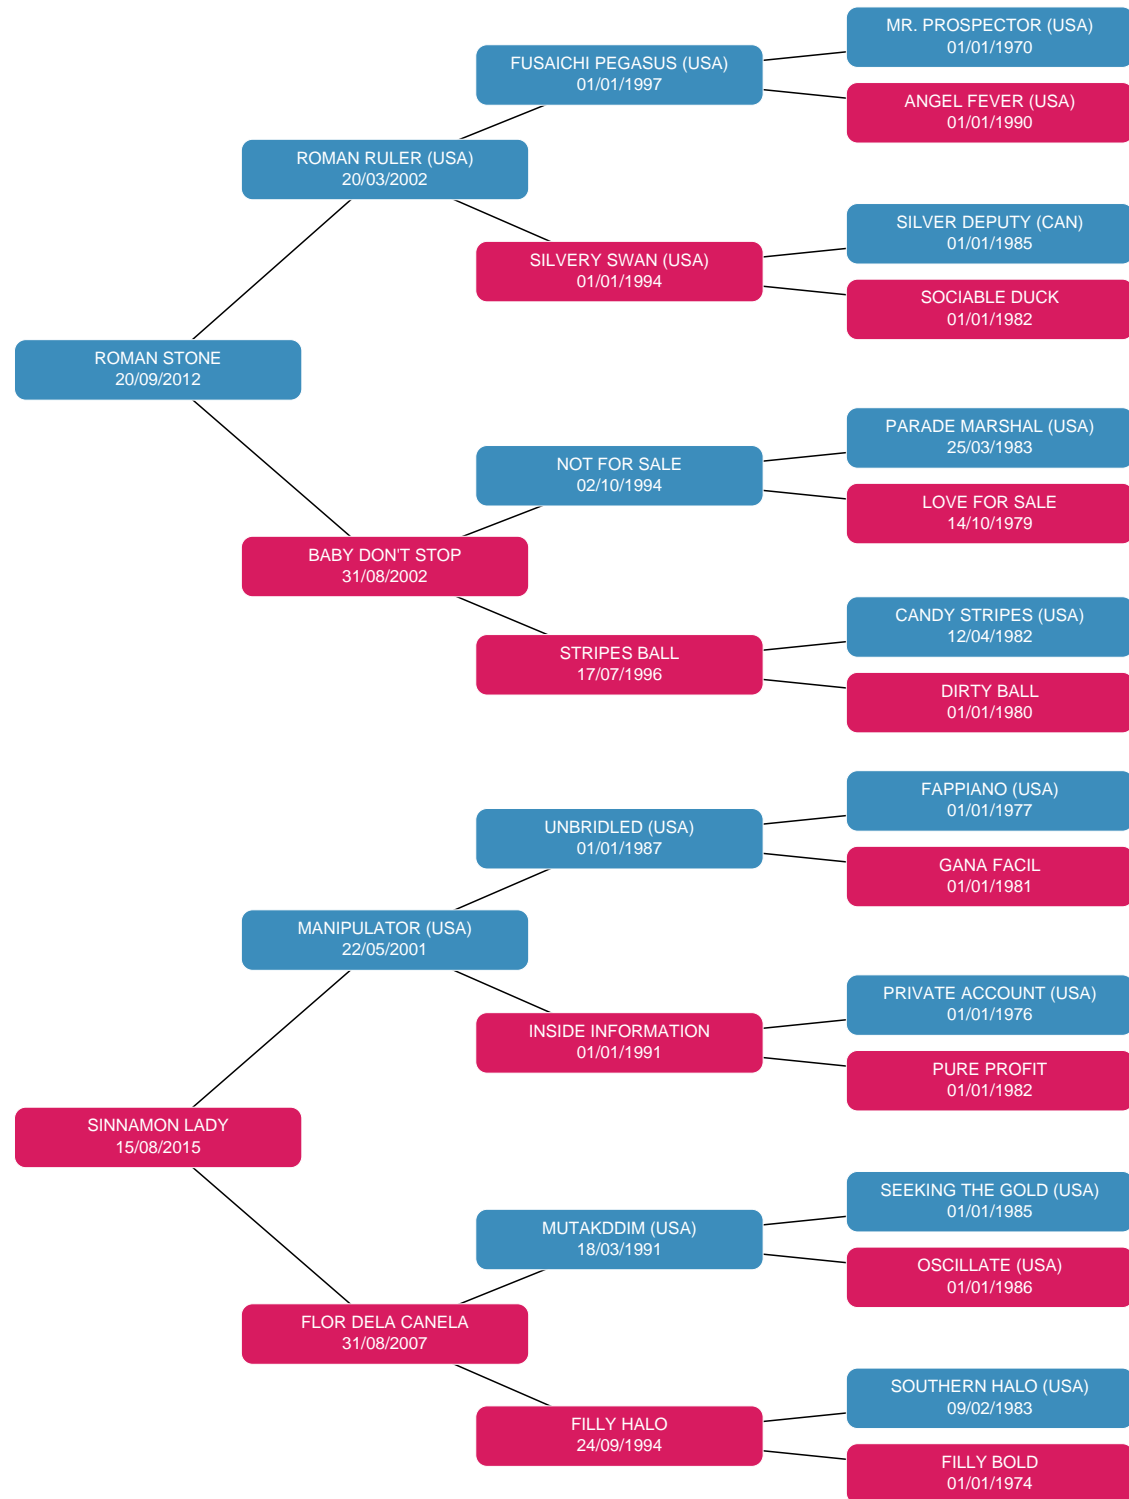 MR. PROSPECTOR (USA)
01/01/1970
FUSAICHI PEGASUS (USA)
01/01/1997
ANGEL FEVER (USA)
01/01/1990
ROMAN RULER (USA)
20/03/2002
SILVER DEPUTY (CAN)
01/01/1985
SILVERY SWAN (USA)
01/01/1994
SOCIABLE DUCK
01/01/1982
ROMAN STONE
20/09/2012
PARADE MARSHAL (USA)
25/03/1983
NOT FOR SALE
02/10/1994
LOVE FOR SALE
14/10/1979
BABY DON'T STOP
31/08/2002
CANDY STRIPES (USA)
12/04/1982
STRIPES BALL
17/07/1996
DIRTY BALL
01/01/1980
FAPPIANO (USA)
01/01/1977
UNBRIDLED (USA)
01/01/1987
GANA FACIL
01/01/1981
MANIPULATOR (USA)
22/05/2001
PRIVATE ACCOUNT (USA)
01/01/1976
INSIDE INFORMATION
01/01/1991
PURE PROFIT
01/01/1982
SINNAMON LADY
15/08/2015
SEEKING THE GOLD (USA)
01/01/1985
MUTAKDDIM (USA)
18/03/1991
OSCILLATE (USA)
01/01/1986
FLOR DELA CANELA
31/08/2007
SOUTHERN HALO (USA)
09/02/1983
FILLY HALO
24/09/1994
FILLY BOLD
01/01/1974